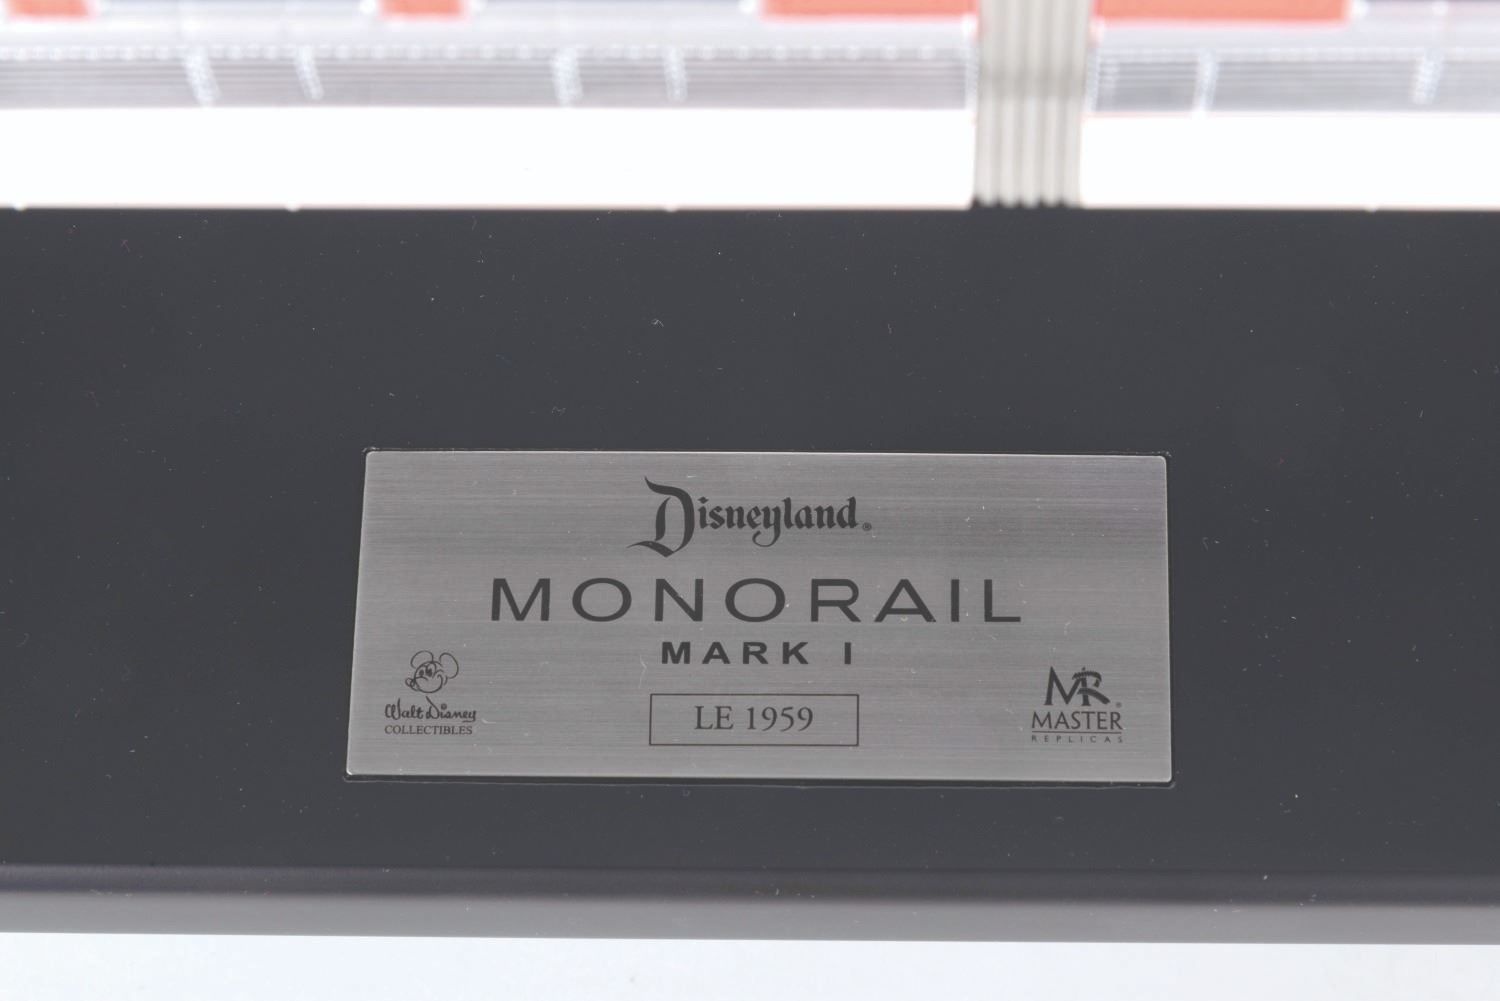 Disneyland®
MONORAIL
MARK I
LE 1959
Walt Disney
COLLECTIBLES
MR®
MASTER
REPLICAS